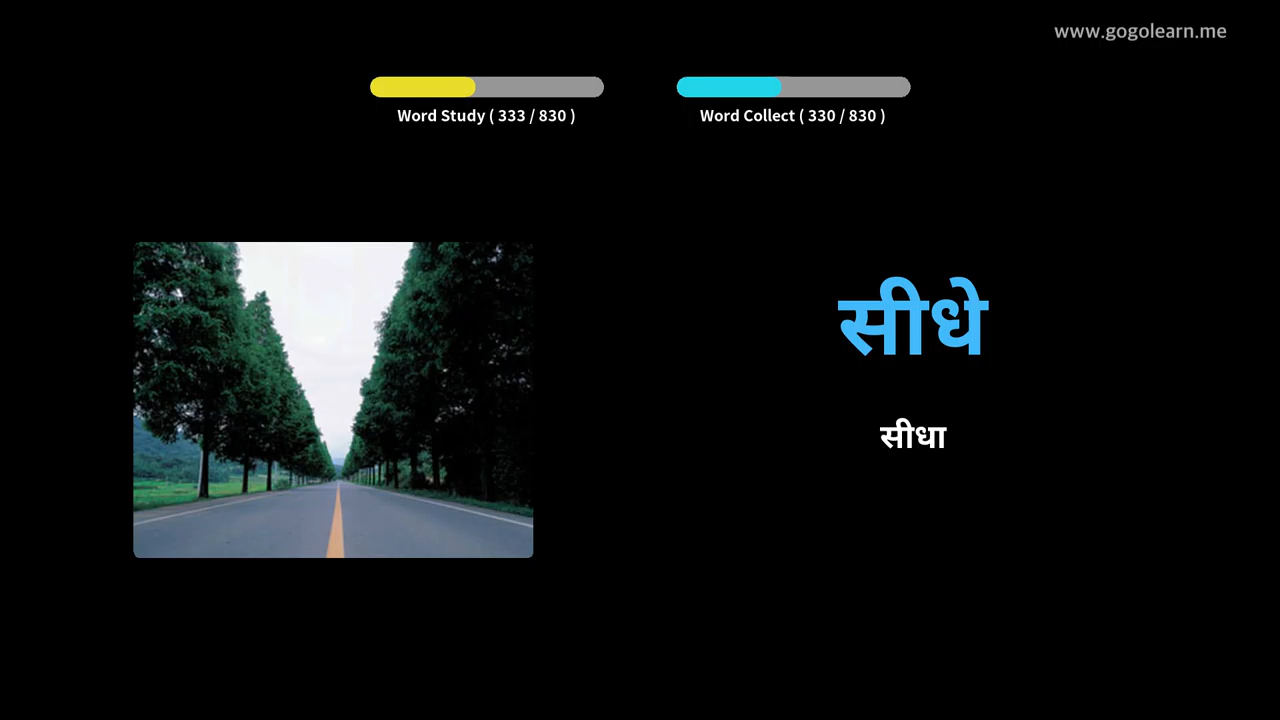 www.gogolearn.me
Word Study ( 333 / 830 )
Word Collect ( 330 / 830 )
सीधे
सीधा